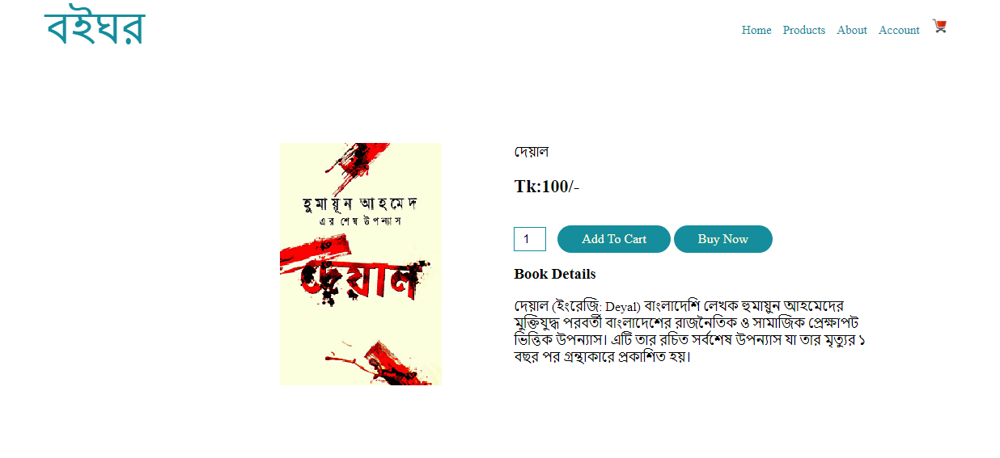 বইঘর
Home Products About Account
হুমায়ূন আহমেদ
এর শেষ উপন্যাস
দেয়াল
দেয়াল
Tk:100/-
1 Add To Cart Buy Now
Book Details
দেয়াল (ইংরেজি: Deyal) বাংলাদেশি লেখক হুমায়ুন আহমেদের
মুক্তিযুদ্ধ পরবর্তী বাংলাদেশের রাজনৈতিক ও সামাজিক প্রেক্ষাপট
ভিত্তিক উপন্যাস। এটি তার রচিত সর্বশেষ উপন্যাস যা তার মৃত্যুর ১
বছর পর গ্রন্থাকারে প্রকাশিত হয়।